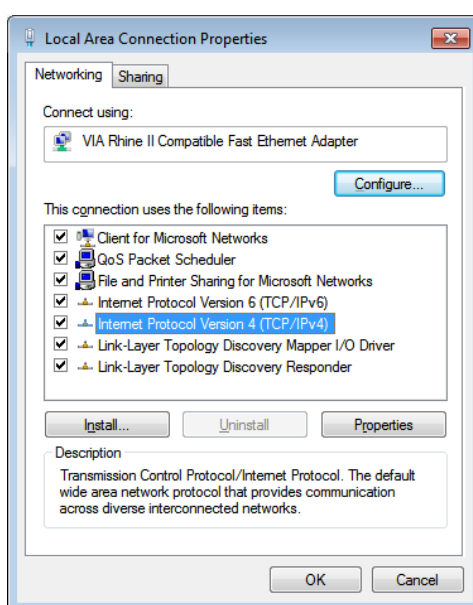 Local Area Connection Properties
Networking
Sharing
Connect using:
VIA Rhine II Compatible Fast Ethernet Adapter
Configure...
This connection uses the following items:
Client for Microsoft Networks
QoS Packet Scheduler
File and Printer Sharing for Microsoft Networks
Internet Protocol Version 6 (TCP/IPv6)
Internet Protocol Version 4 (TCP/IPv4)
Link-Layer Topology Discovery Mapper I/O Driver
Link-Layer Topology Discovery Responder
Install...
Uninstall
Properties
Description
Transmission Control Protocol/Internet Protocol. The default
wide area network protocol that provides communication
across diverse interconnected networks.
OK
Cancel